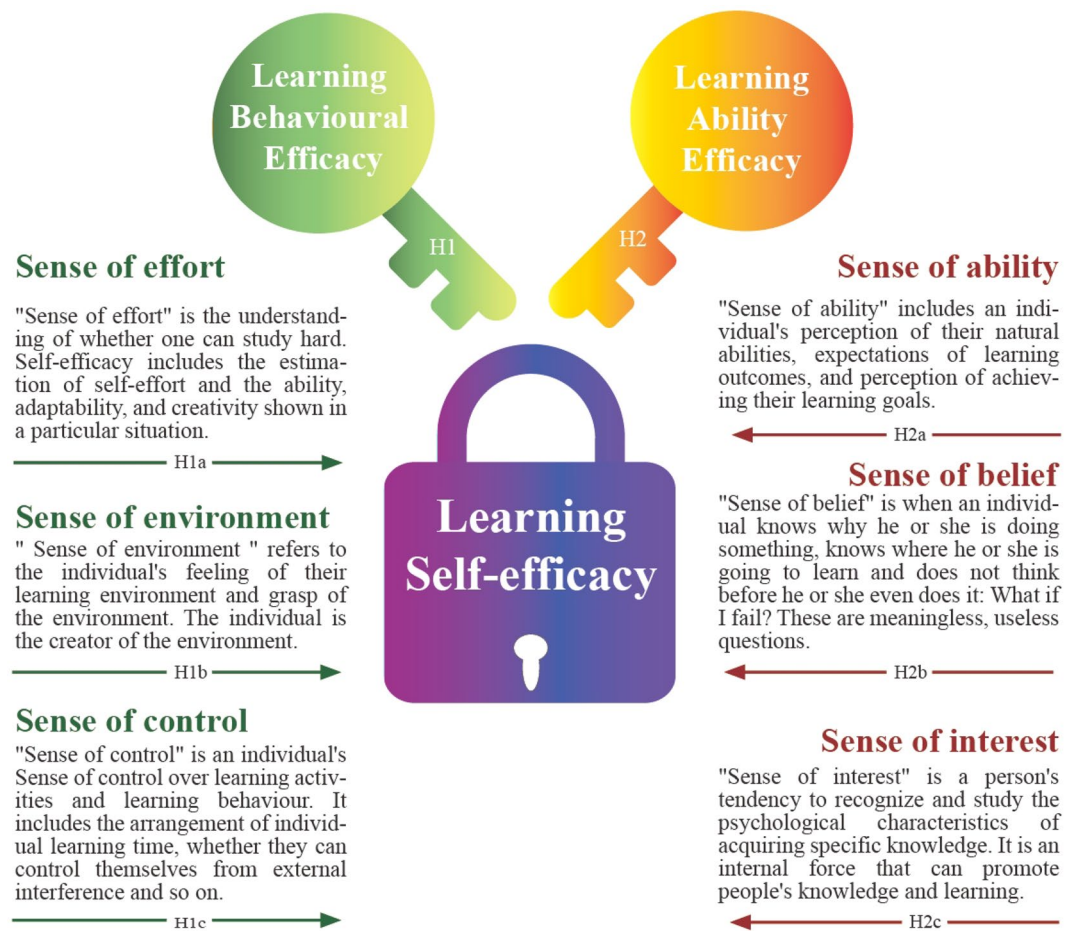 Learning
Behavioural
Efficacy
H1
Learning
Ability
Efficacy
H2
Sense of effort
"Sense of effort" is the understand-
ing of whether one can study hard.
Self-efficacy includes the estima-
tion of self-effort and the ability,
adaptability, and creativity shown in
a particular situation.
H1a
Sense of environment
" Sense of environment " refers to
the individual's feeling of their
learning environment and grasp of
the environment. The individual is
the creator of the environment.
H1b
Sense of control
"Sense of control" is an individual's
Sense of control over learning activ-
ities and learning behaviour. It
includes the arrangement of individ-
ual learning time, whether they can
control themselves from external
interference and so on.
H1c
Learning
Self-efficacy
Sense of ability
"Sense of ability" includes an indi-
vidual's perception of their natural
abilities, expectations of learning
outcomes, and perception of achiev-
ing their learning goals.
H2a
Sense of belief
"Sense of belief" is when an individ-
ual knows why he or she is doing
something, knows where he or she is
going to learn and does not think
before he or she even does it: What if
I fail? These are meaningless, useless
questions.
H2b
Sense of interest
"Sense of interest" is a person's
tendency to recognize and study the
psychological characteristics of
acquiring specific knowledge. It is an
internal force that can promote
people's knowledge and learning.
H2c